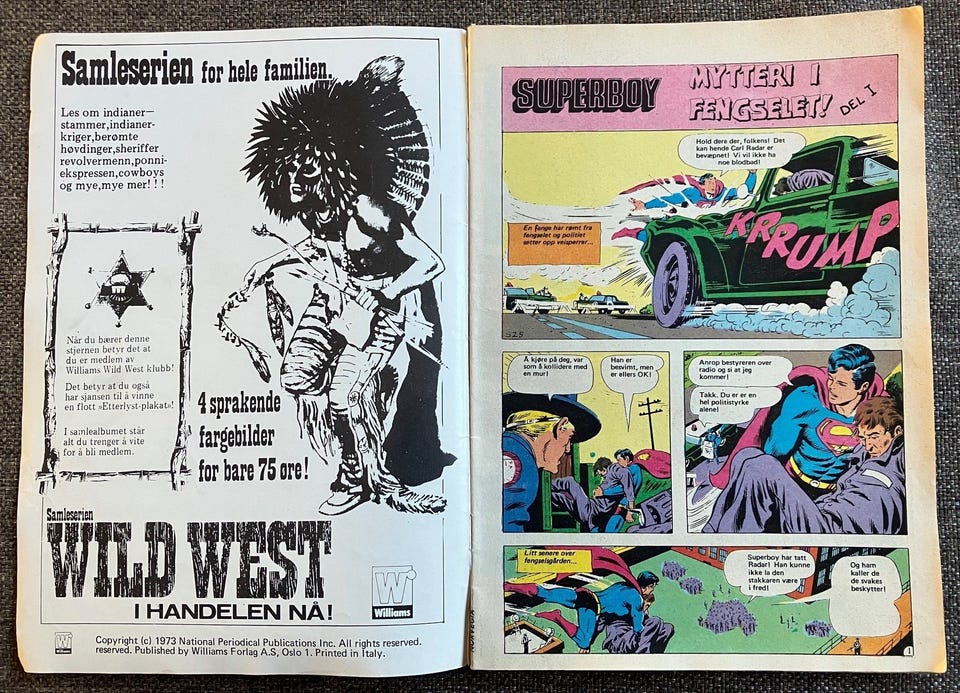 Samleserien for hele familien.
Les om indianer—
stammer,indianer-
kriger,berømte
høvdinger,sheriffer
revolvermenn,ponni-
ekspressen,cowboys
og mye,mye mer!!!
Når du bærer denne
stjernen betyr det at
du er medlem av
Williams Wild West klubb!
Det betyr at du også
har sjansen til å vinne
en flott »Etterlyst-plakat«!
I samlealbumet står
alt du trenger å vite
for å bli medlem.
4 sprakende
fargebilder
for bare 75 øre!
Samleserien
WILD WEST
I HANDELEN NÅ!
W
Williams
Copyright (c) 1973 National Periodical Publications Inc. All rights reserved.
reserved. Published by Williams Forlag A.S, Oslo 1. Printed in Italy.
SUPERBOY
MYTTERI I
FENGSELET!
DEL I
Hold dere der, folkens! Det
kan hende Carl Radar er
bevæpnet! Vi vil ikke ha
noe blodbad!
En fange har rømt fra
fengselet og politiet
setter opp veisperrer...
KRRRUMP
S25
Å kjøre på deg, var
som å kollidere med
en mur!
Han er
besvimt, men
er ellers OK!
Anrop bestyreren over
radio og si at jeg
kommer!
Takk. Du er er en
hel politistyrke
alene!
Litt senere over
fengselsgården...
Superboy har tatt
Radar! Han kunne
ikke la den
stakkaren være
i fred!
Og ham
kaller de
de svakes
beskytter!
1